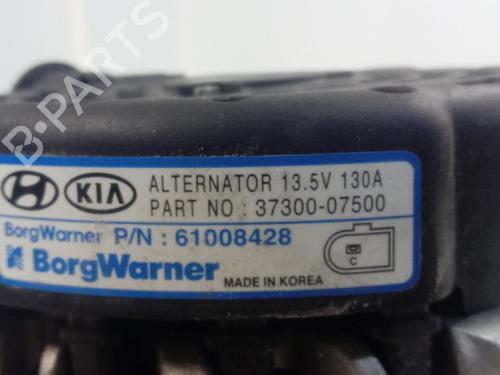 B-PARTS
KIA
ALTERNATOR 13.5V 130A
PART NO : 37300-07500
BorgWarner P/N : 61008428
BorgWarner
C
MADE IN KOREA